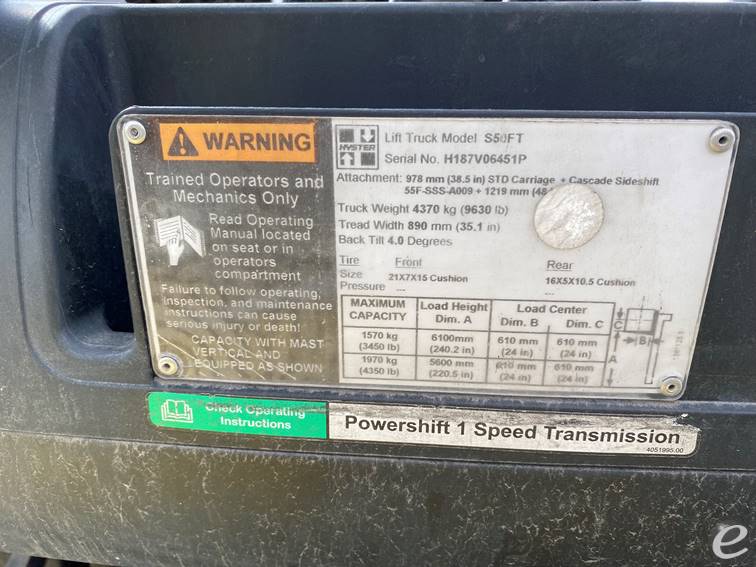 WARNING
Trained Operators and
Mechanics Only
Read Operating
Manual located
on seat or in
operators
compartment
Failure to follow operating,
inspection, and maintenance
instructions can cause
serious injury or death!
CAPACITY WITH MAST
VERTICAL AND
EQUIPPED AS SHOWN
HYSTER
Lift Truck Model S50FT
Serial No. H187V06451P
Attachment: 978 mm (38.5 in) STD Carriage + Cascade Sideshift
55F-SSS-A009 + 1219 mm (48
Truck Weight 4370 kg (9630 lb)
Tread Width 890 mm (35.1 in)
Back Tilt 4.0 Degrees
Tire Front Rear
Size 21X7X15 Cushion 16X5X10.5 Cushion
Pressure --- ---
MAXIMUM CAPACITY Load Height Dim. A Load Center Dim. B Dim. C
1570 kg 6100mm 610 mm 610 mm
(3450 lb) (240.2 in) (24 in) (24 in)
1970 kg 5600 mm 610 mm 610 mm
(4350 lb) (220.5 in) (24 in) (24 in)
C
B
A
Check Operating
Instructions
Powershift 1 Speed Transmission
4051995.00
e